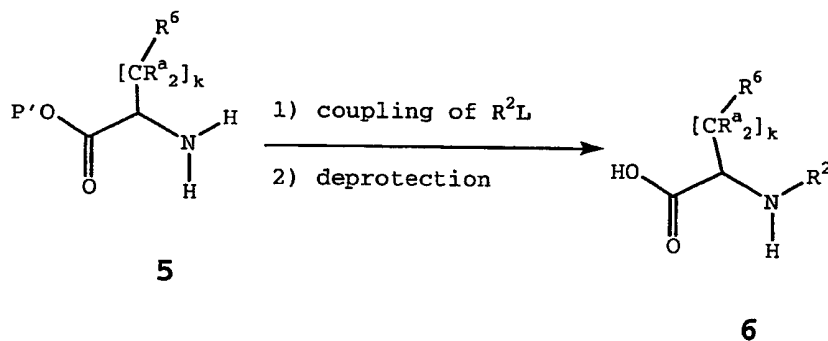 R⁶
[CRᵃ₂]ₖ
P'O
N
H
H
O
5
1) coupling of R²L
2) deprotection
R⁶
[CRᵃ₂]ₖ
HO
N
R²
O
H
6